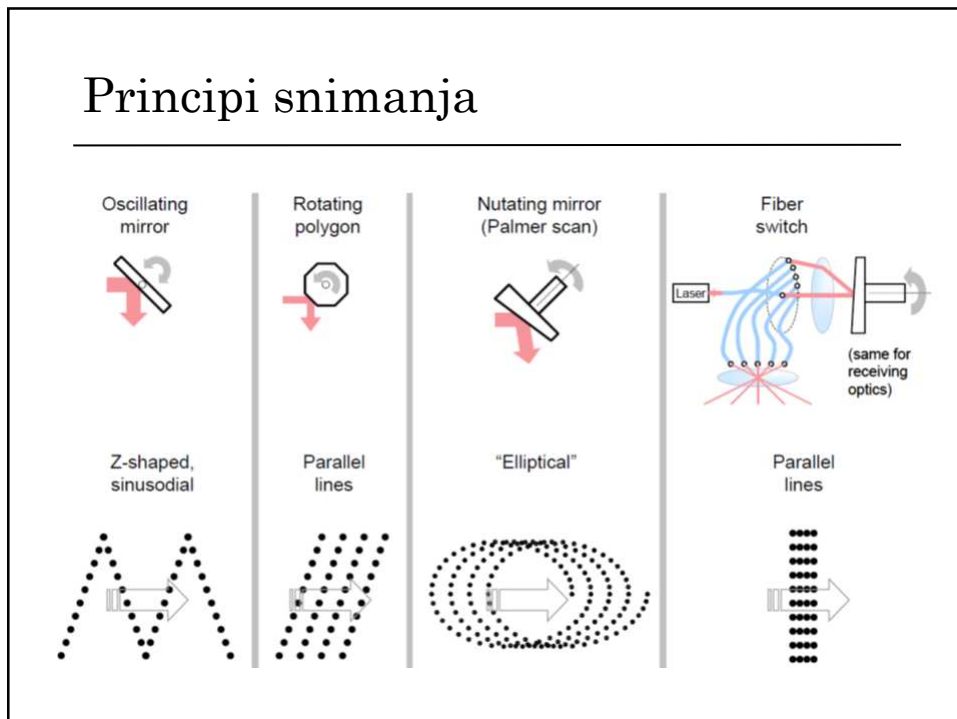 Principi snimanja
Oscillating
mirror
Rotating
polygon
Nutating mirror
(Palmer scan)
Fiber
switch
Laser
(same for
receiving
optics)
Z-shaped,
sinusodial
Parallel
lines
“Elliptical”
Parallel
lines